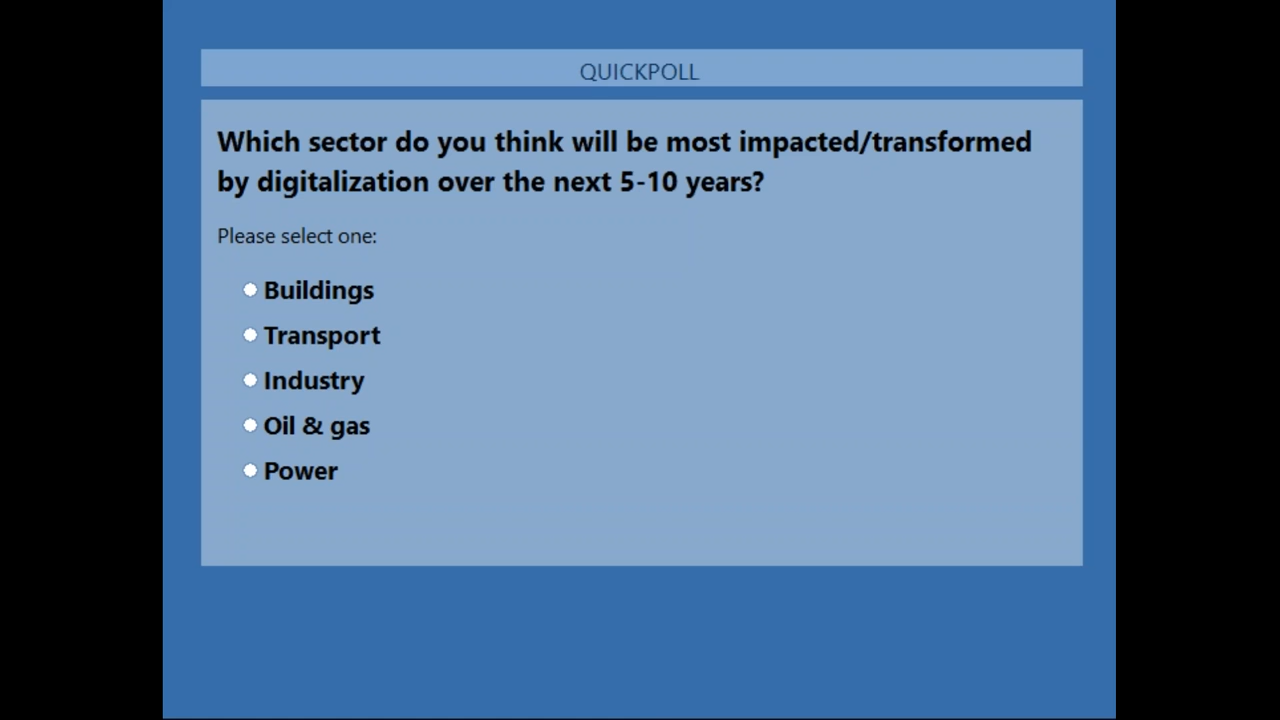 QUICKPOLL
Which sector do you think will be most impacted/transformed
by digitalization over the next 5-10 years?
Please select one:
Buildings
Transport
Industry
Oil & gas
Power